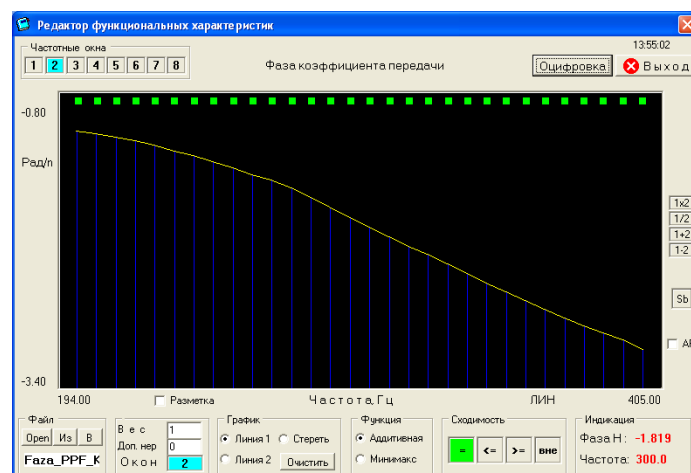 Редактор функциональных характеристик
Частотные окна
13:55:02
1 2 3 4 5 6 7 8
Фаза коэффициента передачи
Оцифровка
Выход
-0.80
Рад/п
1x2
1/2
1+2
1-2
Sb
-3.40
194.00
Разметка
Частота, Гц
ЛИН
405.00
Файл
Open Из В
Faza_PPF_K
Вес 1
Доп. нер 0
Окон 2
График
Линия 1 Стереть
Линия 2 Очистить
Функция
Аддитивная
Минимакс
Сходимость
= <= >= вне
Индикация
Фаза Н: -1.819
Частота: 300.0